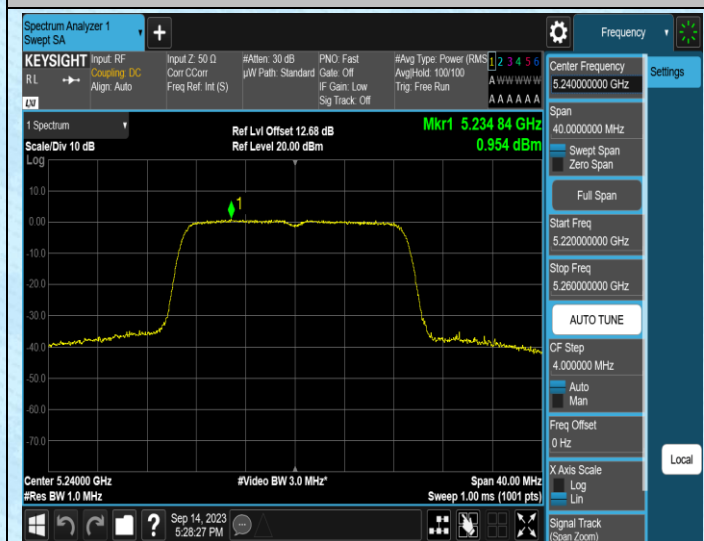 Spectrum Analyzer 1
Swept SA
+
Frequency
KEYSIGHT
RL
LXI
Input: RF
Coupling: DC
Align: Auto
Input Z: 50 Ω
Corr CCorr
Freq Ref: Int (S)
#Atten: 30 dB
µW Path: Standard
PNO: Fast
Gate: Off
IF Gain: Low
Sig Track: Off
#Avg Type: Power (RMS
Avg|Hold: 100/100
Trig: Free Run
1 2 3 4 5 6
A W W W W W
A A A A A A
1 Spectrum
Scale/Div 10 dB
Ref Lvl Offset 12.68 dB
Ref Level 20.00 dBm
Mkr1 5.234 84 GHz
0.954 dBm
Log
10.0
0.00
-10.0
-20.0
-30.0
-40.0
-50.0
-60.0
-70.0
1
Center 5.24000 GHz
#Res BW 1.0 MHz
#Video BW 3.0 MHz*
Span 40.00 MHz
Sweep 1.00 ms (1001 pts)
Center Frequency
5.240000000 GHz
Span
40.0000000 MHz
Swept Span
Zero Span
Full Span
Start Freq
5.220000000 GHz
Stop Freq
5.260000000 GHz
AUTO TUNE
CF Step
4.000000 MHz
Auto
Man
Freq Offset
0 Hz
X Axis Scale
Log
Lin
Signal Track
(Span Zoom)
Settings
Local
?
Sep 14, 2023
5:28:27 PM